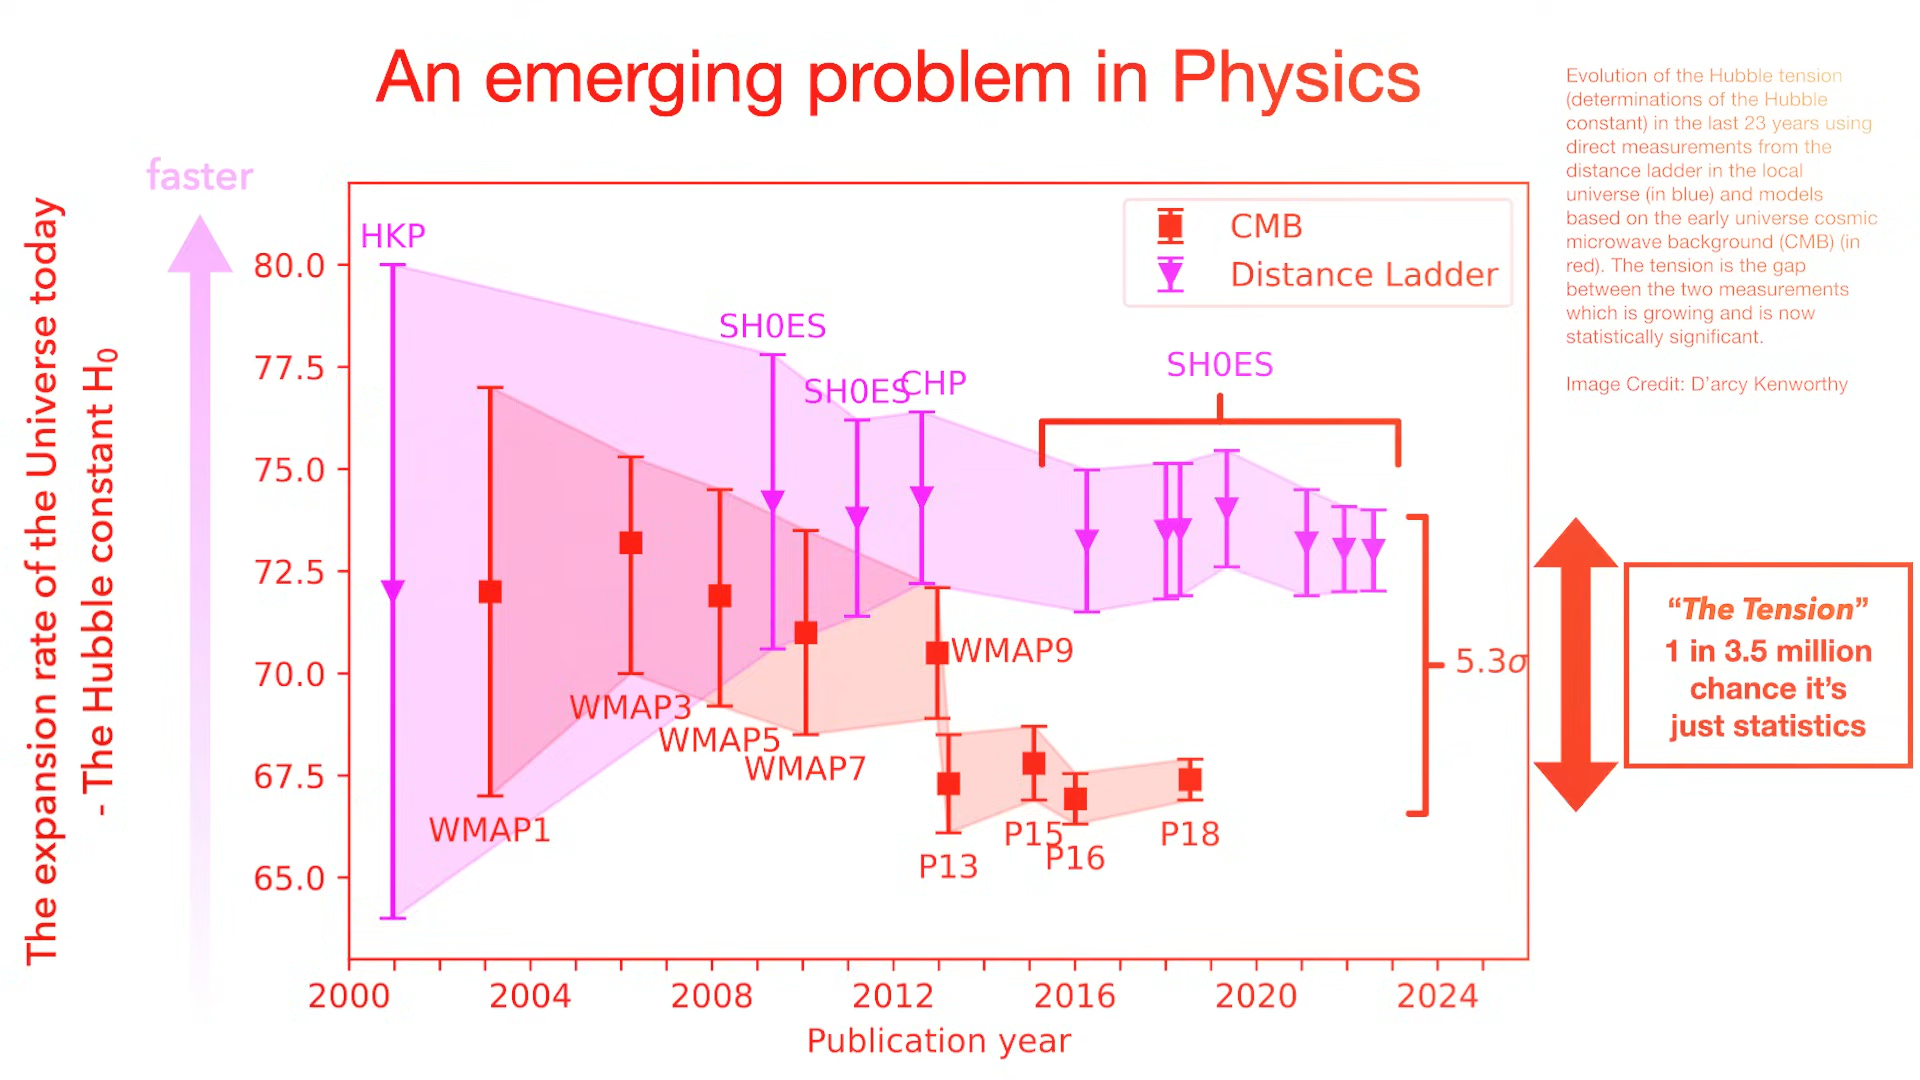 An emerging problem in Physics
Evolution of the Hubble tension
(determinations of the Hubble
constant) in the last 23 years using
direct measurements from the
distance ladder in the local
universe (in blue) and models
based on the early universe cosmic
microwave background (CMB) (in
red). The tension is the gap
between the two measurements
which is growing and is now
statistically significant.
Image Credit: D’arcy Kenworthy
faster
The expansion rate of the Universe today
- The Hubble constant H₀
80.0
77.5
75.0
72.5
70.0
67.5
65.0
CMB
Distance Ladder
HKP
SH0ES
SH0ES
CHP
SH0ES
WMAP9
WMAP3
WMAP5
WMAP7
WMAP1
P13
P15
P16
P18
5.3σ
“The Tension”
1 in 3.5 million
chance it’s
just statistics
2000
2004
2008
2012
2016
2020
2024
Publication year